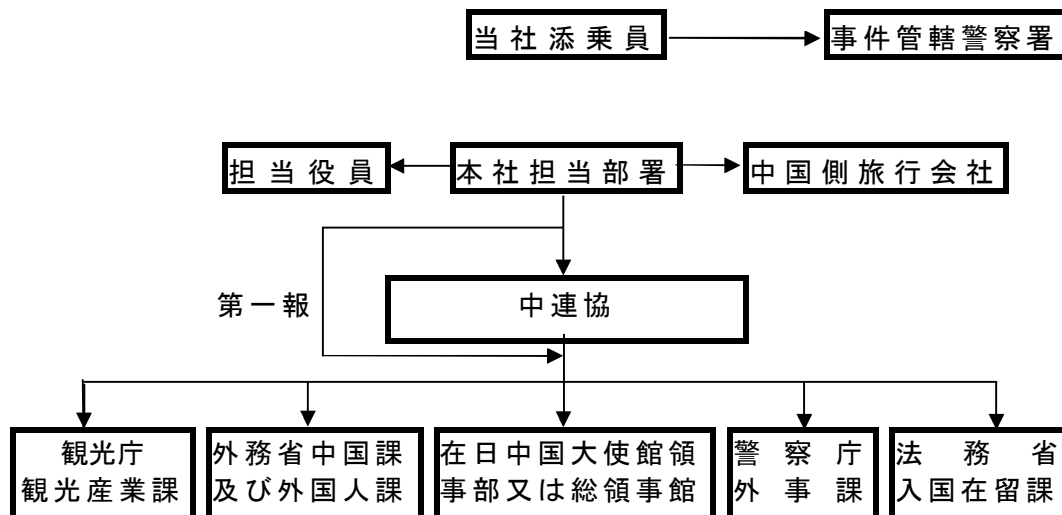 当社添乗員
事件管轄警察署
担当役員
本社担当部署
中国側旅行会社
第一報
中連協
観光庁
観光産業課
外務省中国課
及び外国人課
在日中国大使館領
事部又は総領事館
警察庁
外事課
法務省
入国在留課